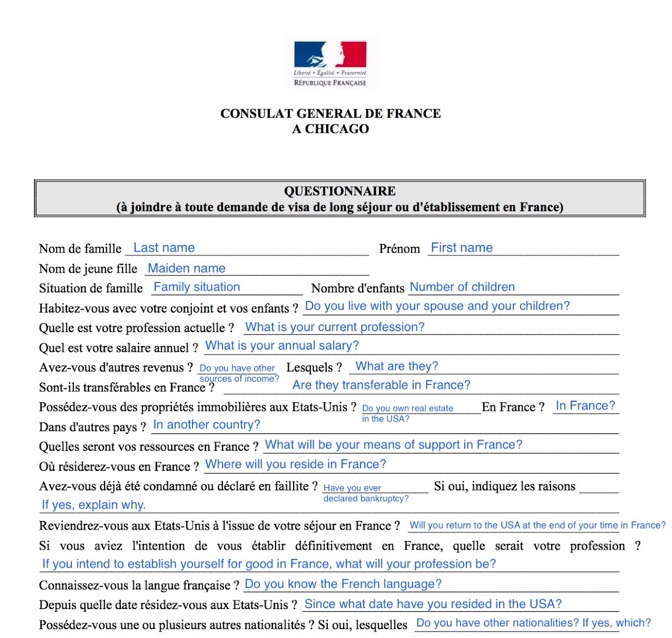 Liberté • Égalité • Fraternité
RÉPUBLIQUE FRANÇAISE
CONSULAT GENERAL DE FRANCE
A CHICAGO
QUESTIONNAIRE
(à joindre à toute demande de visa de long séjour ou d'établissement en France)
Nom de famille Last name Prénom First name
Nom de jeune fille Maiden name
Situation de famille Family situation Nombre d'enfants Number of children
Habitez-vous avec votre conjoint et vos enfants ? Do you live with your spouse and your children?
Quelle est votre profession actuelle ? What is your current profession?
Quel est votre salaire annuel ? What is your annual salary?
Avez-vous d'autres revenus ? Do you have other sources of income? Lesquels ? What are they?
Sont-ils transférables en France ? Are they transferable in France?
Possédez-vous des propriétés immobilières aux Etats-Unis ? Do you own real estate in the USA? En France ? In France?
Dans d'autres pays ? In another country?
Quelles seront vos ressources en France ? What will be your means of support in France?
Où résiderez-vous en France ? Where will you reside in France?
Avez-vous déjà été condamné ou déclaré en faillite ? Have you ever declared bankruptcy? Si oui, indiquez les raisons
If yes, explain why.
Reviendrez-vous aux Etats-Unis à l'issue de votre séjour en France ? Will you return to the USA at the end of your time in France?
Si vous aviez l'intention de vous établir définitivement en France, quelle serait votre profession ?
If you intend to establish yourself for good in France, what will your profession be?
Connaissez-vous la langue française ? Do you know the French language?
Depuis quelle date résidez-vous aux Etats-Unis ? Since what date have you resided in the USA?
Possédez-vous une ou plusieurs autres nationalités ? Si oui, lesquelles Do you have other nationalities? If yes, which?